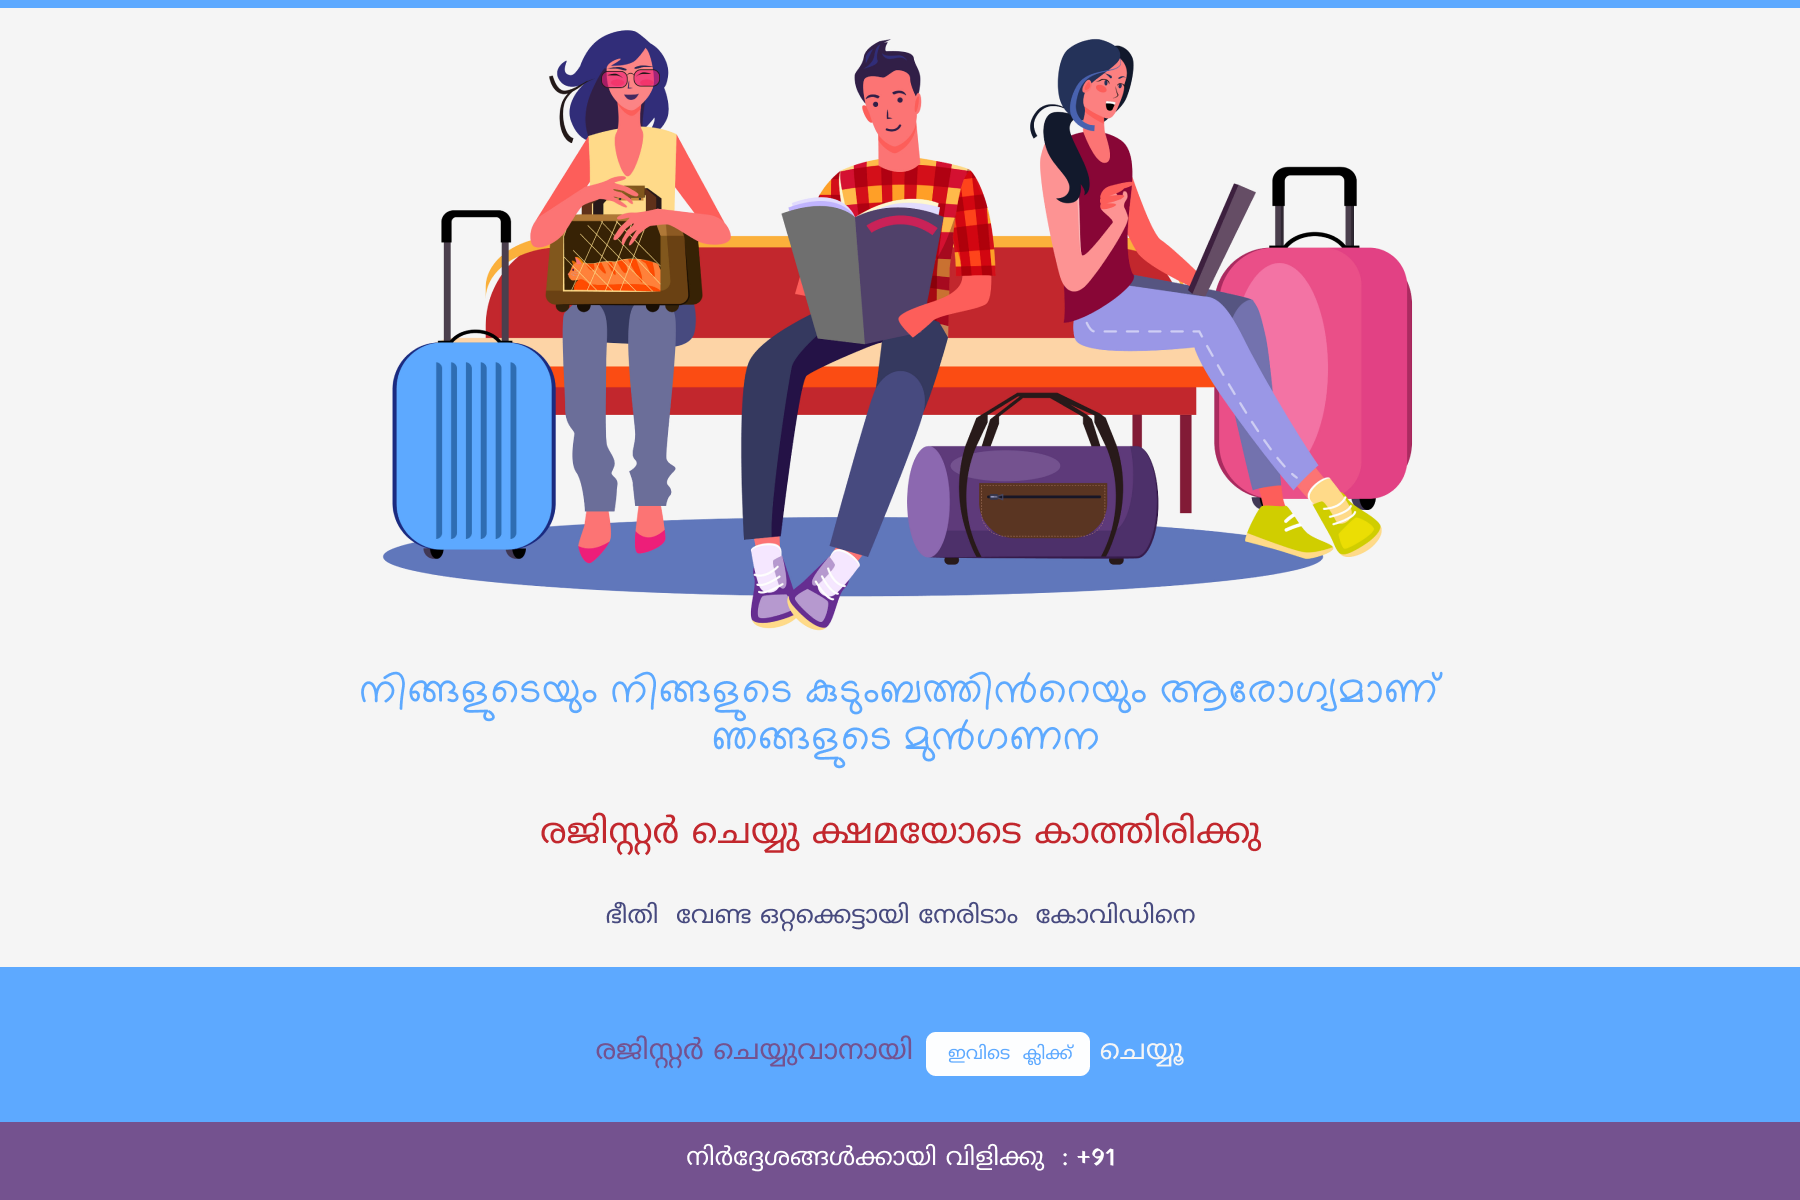 നിങ്ങളുടെയും നിങ്ങളുടെ കുടുംബത്തിൻറെയും ആരോഗ്യമാണ്
ഞങ്ങളുടെ മുൻഗണന
രജിസ്റ്റർ ചെയ്യു ക്ഷമയോടെ കാത്തിരിക്കു
ഭീതി വേണ്ട ഒറ്റക്കെട്ടായി നേരിടാം കോവിഡിനെ
രജിസ്റ്റർ ചെയ്യുവാനായി ഇവിടെ ക്ലിക്ക് ചെയ്യൂ
നിർദ്ദേശങ്ങൾക്കായി വിളിക്കു : +91